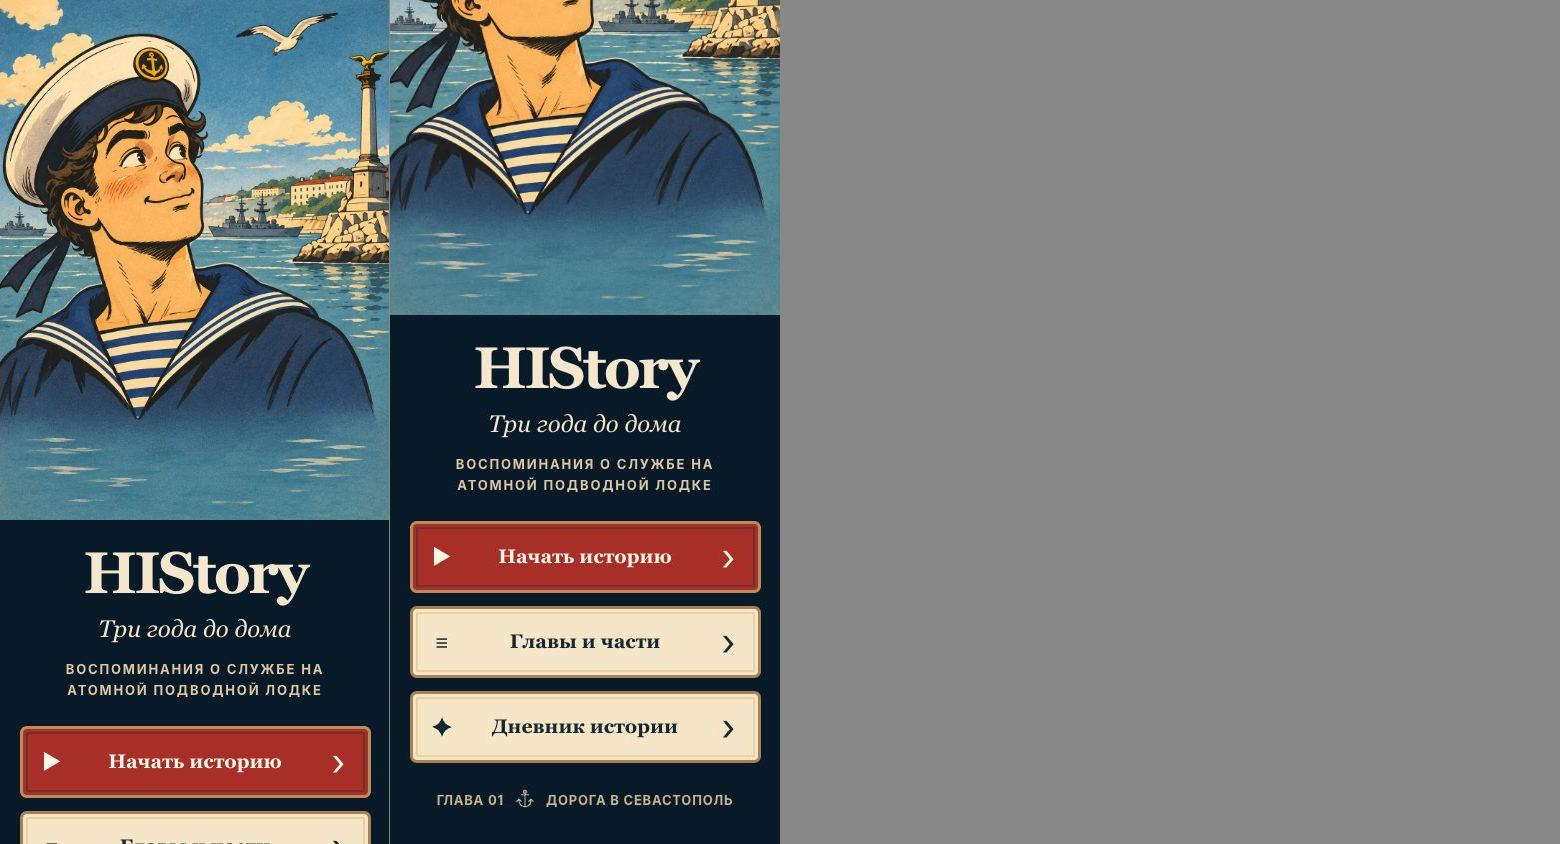 HIStory
Три года до дома
ВОСПОМИНАНИЯ О СЛУЖБЕ НА
АТОМНОЙ ПОДВОДНОЙ ЛОДКЕ
Начать историю
HIStory
Три года до дома
ВОСПОМИНАНИЯ О СЛУЖБЕ НА
АТОМНОЙ ПОДВОДНОЙ ЛОДКЕ
Начать историю
Главы и части
Дневник истории
ГЛАВА 01 ДОРОГА В СЕВАСТОПОЛЬ